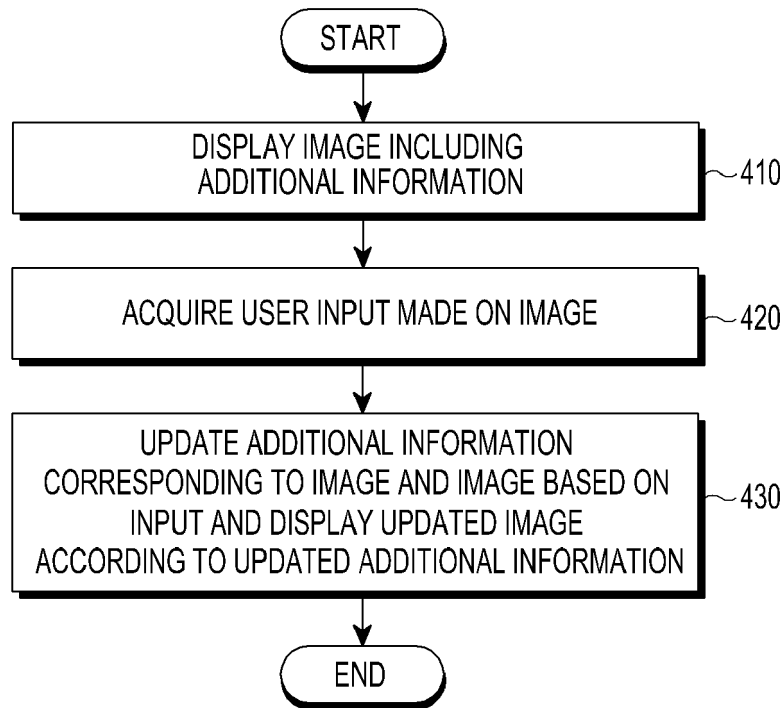 START
DISPLAY IMAGE INCLUDING
ADDITIONAL INFORMATION
410
ACQUIRE USER INPUT MADE ON IMAGE
420
UPDATE ADDITIONAL INFORMATION
CORRESPONDING TO IMAGE AND IMAGE BASED ON
INPUT AND DISPLAY UPDATED IMAGE
ACCORDING TO UPDATED ADDITIONAL INFORMATION
430
END